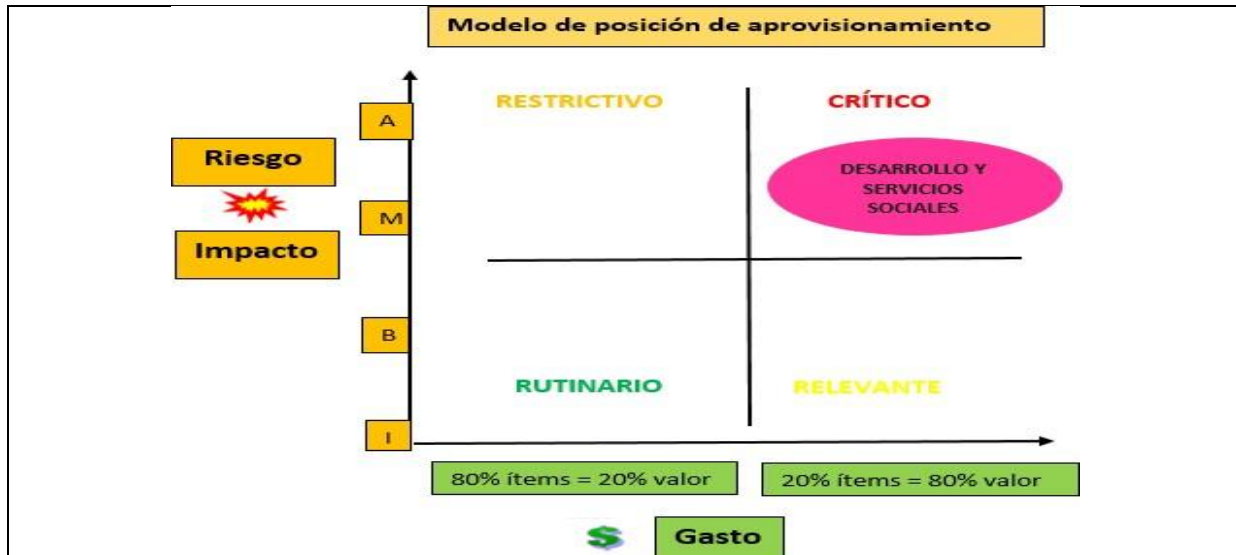 Modelo de posición de aprovisionamiento
RESTRICTIVO
CRÍTICO
A
Riesgo
DESARROLLO Y
SERVICIOS
SOCIALES
M
Impacto
B
RUTINARIO
RELEVANTE
I
80% ítems = 20% valor
20% ítems = 80% valor
$
Gasto